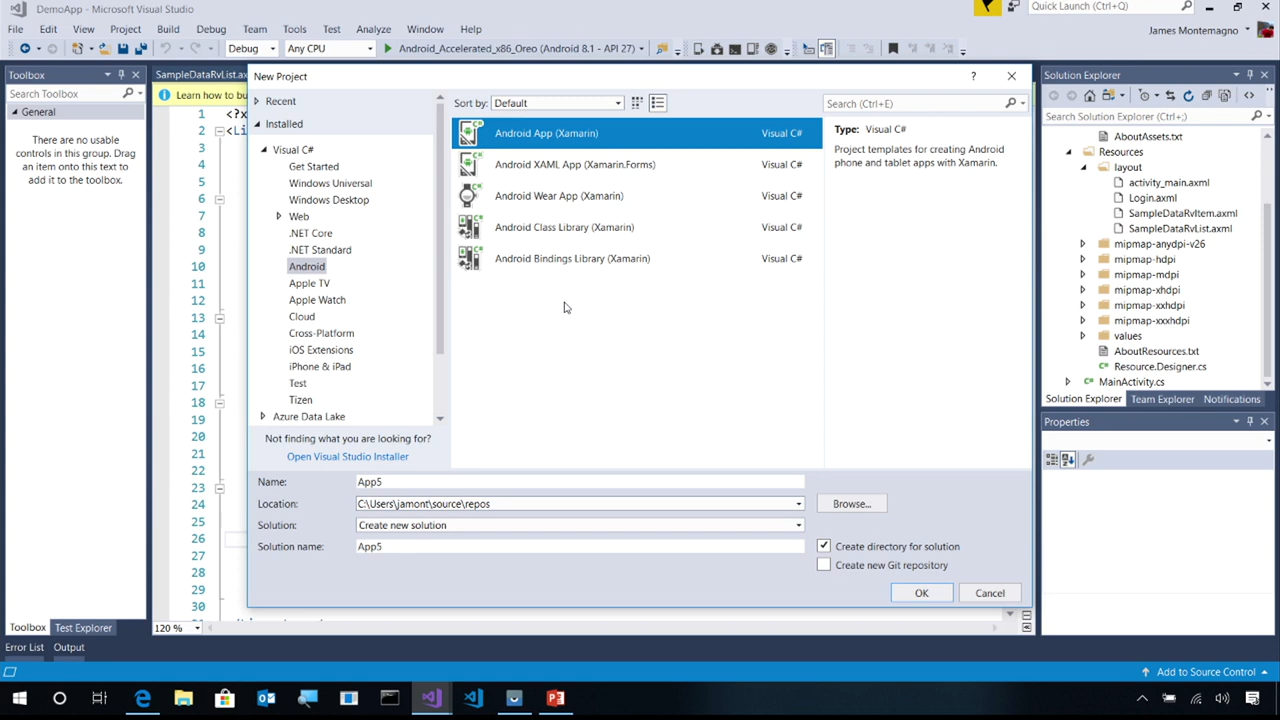 DemoApp - Microsoft Visual Studio
Quick Launch (Ctrl+Q)
File Edit View Project Build Debug Team Tools Test Analyze Window Help
James Montemagno
Debug Any CPU Android_Accelerated_x86_Oreo (Android 8.1 - API 27)
Toolbox
Search Toolbox
General
There are no usable
controls in this group. Drag
an item onto this text to
add it to the toolbox.
Toolbox Test Explorer
SampleDataRvList.ax
Learn how to bu
1 <?x
2 <Li
3
4
5
6
7
8
9
10
11
12
13
14
15
16
17
18
19
20
21
22
23
24
25
26
27
28
29
30
120 %
New Project
Recent
Installed
Visual C#
Get Started
Windows Universal
Windows Desktop
Web
.NET Core
.NET Standard
Android
Apple TV
Apple Watch
Cloud
Cross-Platform
iOS Extensions
iPhone & iPad
Test
Tizen
Azure Data Lake
Not finding what you are looking for?
Open Visual Studio Installer
Sort by: Default
Android App (Xamarin) Visual C#
Android XAML App (Xamarin.Forms) Visual C#
Android Wear App (Xamarin) Visual C#
Android Class Library (Xamarin) Visual C#
Android Bindings Library (Xamarin) Visual C#
Search (Ctrl+E)
Type: Visual C#
Project templates for creating Android
phone and tablet apps with Xamarin.
Name: App5
Location: C:\Users\jamont\source\repos
Browse...
Solution: Create new solution
Solution name: App5
Create directory for solution
Create new Git repository
OK Cancel
Solution Explorer
Search Solution Explorer (Ctrl+;)
AboutAssets.txt
Resources
layout
activity_main.axml
Login.axml
SampleDataRvItem.axml
SampleDataRvList.axml
mipmap-anydpi-v26
mipmap-hdpi
mipmap-mdpi
mipmap-xhdpi
mipmap-xxhdpi
mipmap-xxxhdpi
values
AboutResources.txt
Resource.Designer.cs
MainActivity.cs
Solution Explorer Team Explorer Notifications
Properties
Error List Output
Add to Source Control